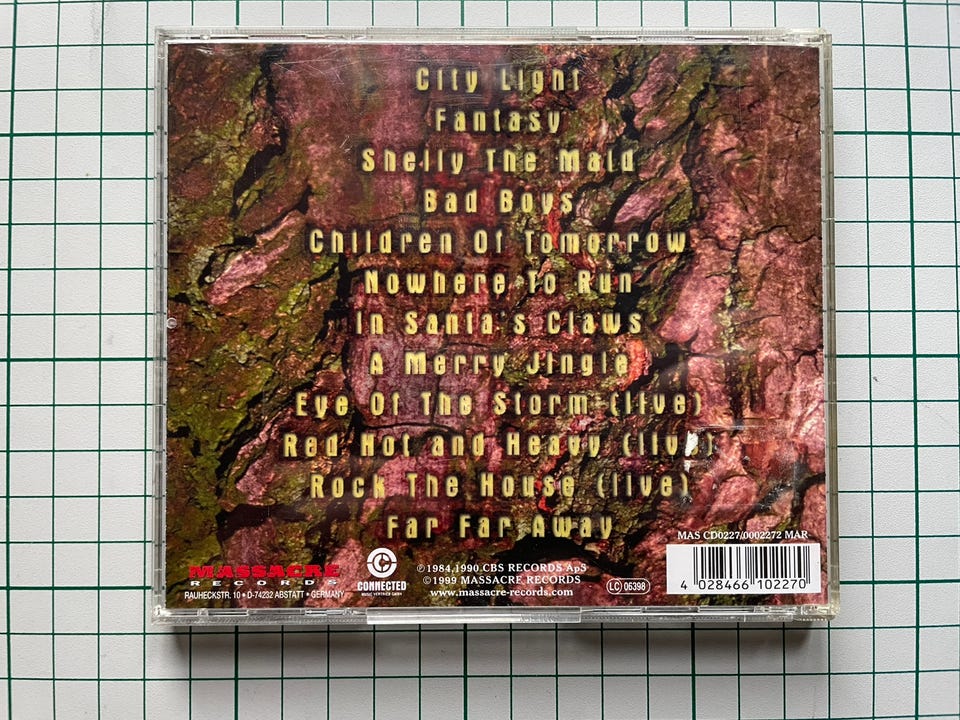 City Light
Fantasy
Shelly The Maid
Bad Boys
Children Of Tomorrow
Nowhere To Run
In Santa's Claws
A Merry Jingle
Eye Of The Storm (live)
Red Hot and Heavy (live)
Rock The House (live)
Far Far Away
MAS CD0227/0002272 MAR
MASSACRE
RECORDS
RAUHECKSTR. 10 • D-74232 ABSTATT • GERMANY
CONNECTED
MUSIC VERTRIEB GMBH
℗1984,1990 CBS RECORDS ApS
©1999 MASSACRE RECORDS
www.massacre-records.com
LC 06398
4 028466 102270